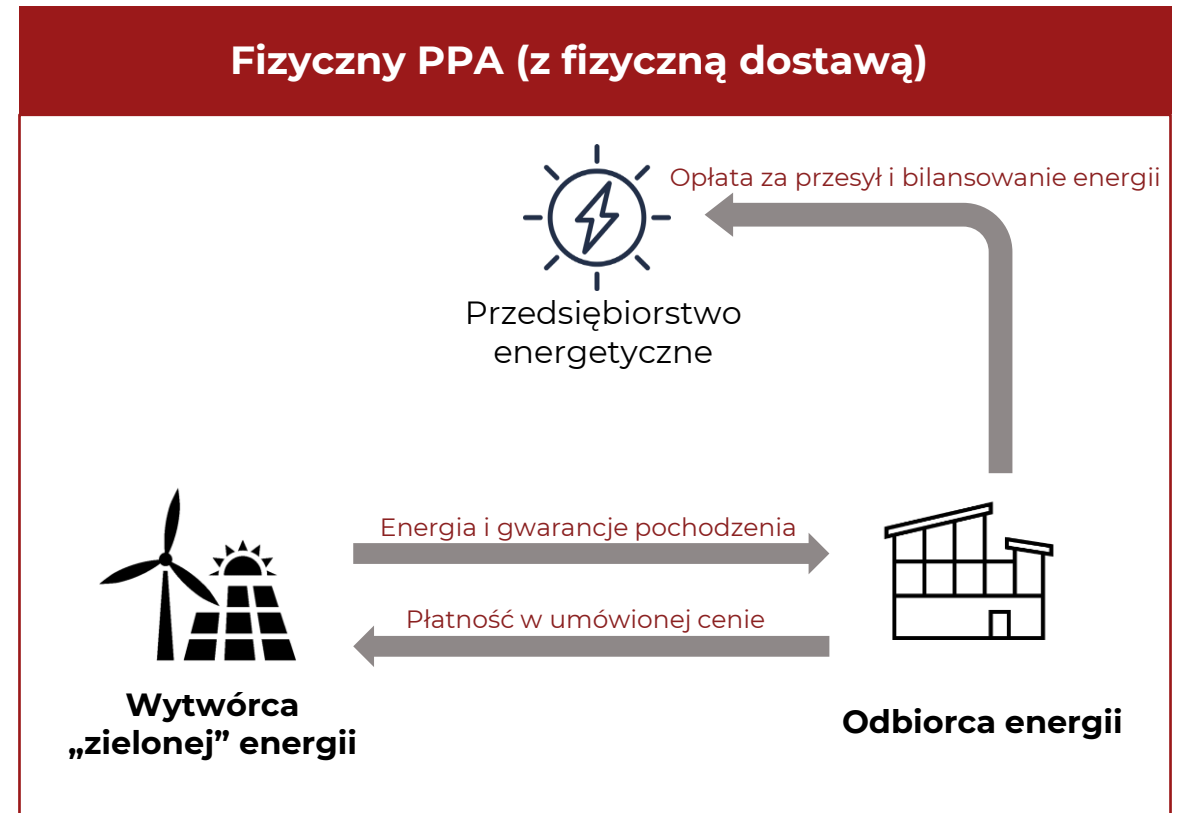 Fizyczny PPA (z fizyczną dostawą)
Opłata za przesył i bilansowanie energii
Przedsiębiorstwo
energetyczne
Energia i gwarancje pochodzenia
Płatność w umówionej cenie
Wytwórca
„zielonej” energii
Odbiorca energii